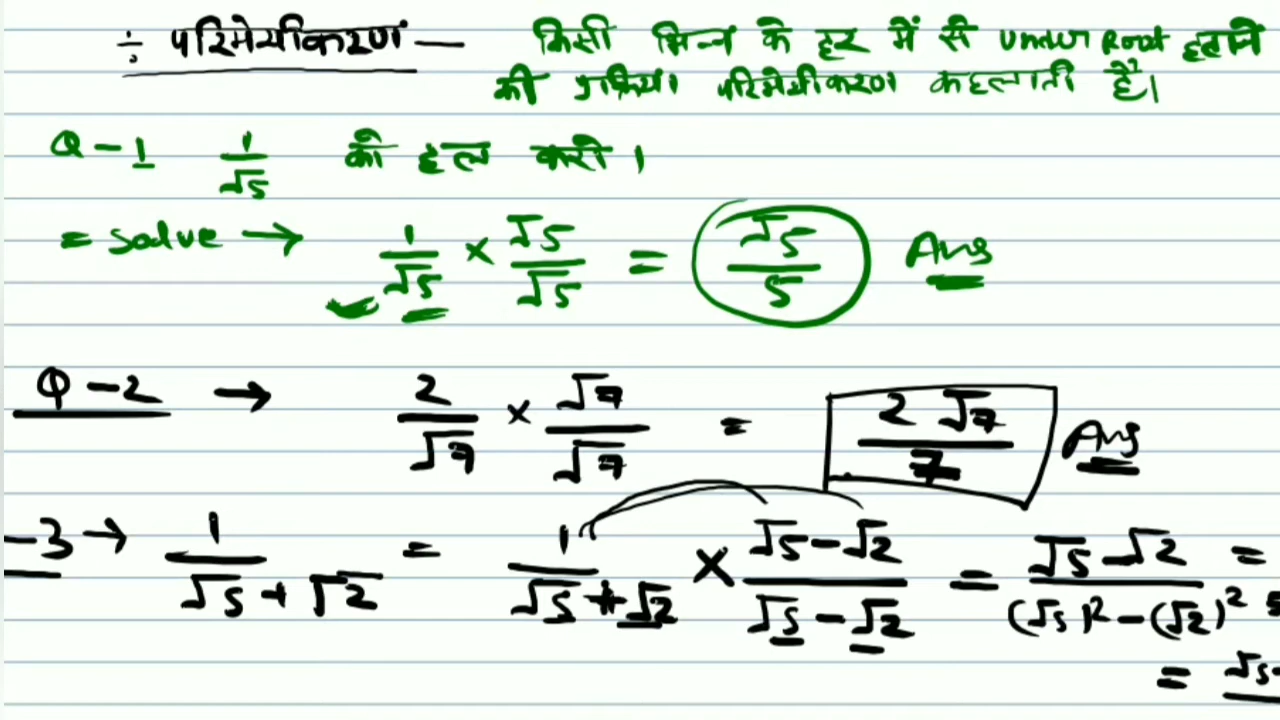 ÷ परिमेयीकरण — किसी भिन्न के हर में से under Root हटाने
की प्रक्रिया परिमेयीकरण कहलाती है।
Q - 1 1/√5 को हल करो।
= Solve → 1/√5 × √5/√5 = √5/5 Ans
Q - 2 → 2/√7 × √7/√7 = 2√7/7 Ans
- 3 → 1/(√5+√2) = 1/(√5+√2) × (√5-√2)/(√5-√2) = (√5-√2)/((√5)²-(√2)²) =
= √5-